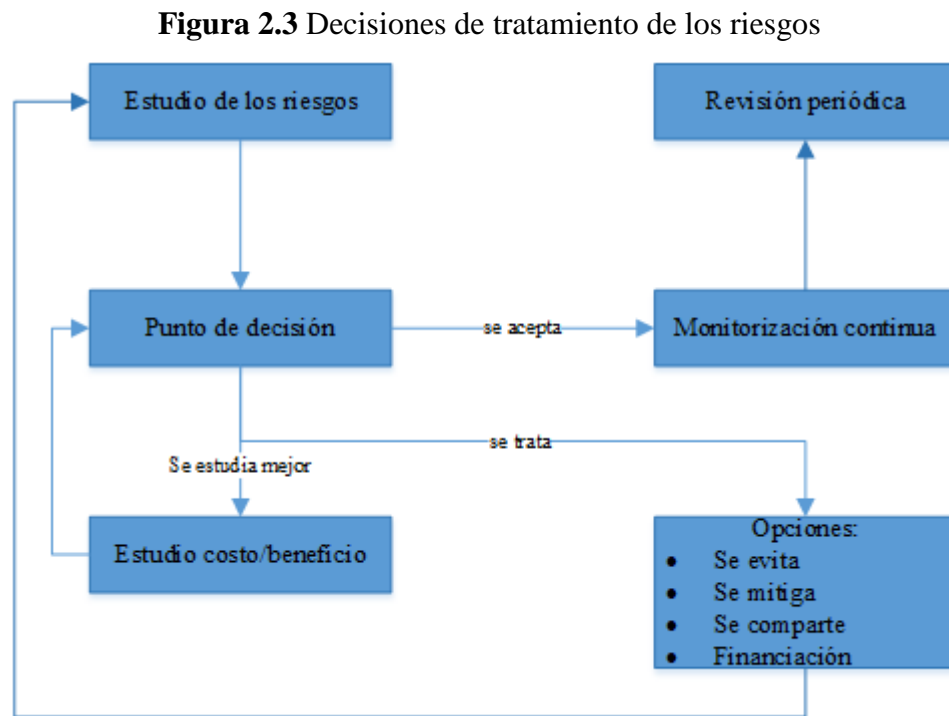 Figura 2.3 Decisiones de tratamiento de los riesgos
Estudio de los riesgos
Revisión periódica
Punto de decisión
se acepta
Monitorización continua
se trata
Se estudia mejor
Estudio costo/beneficio
Opciones:
• Se evita
• Se mitiga
• Se comparte
• Financiación